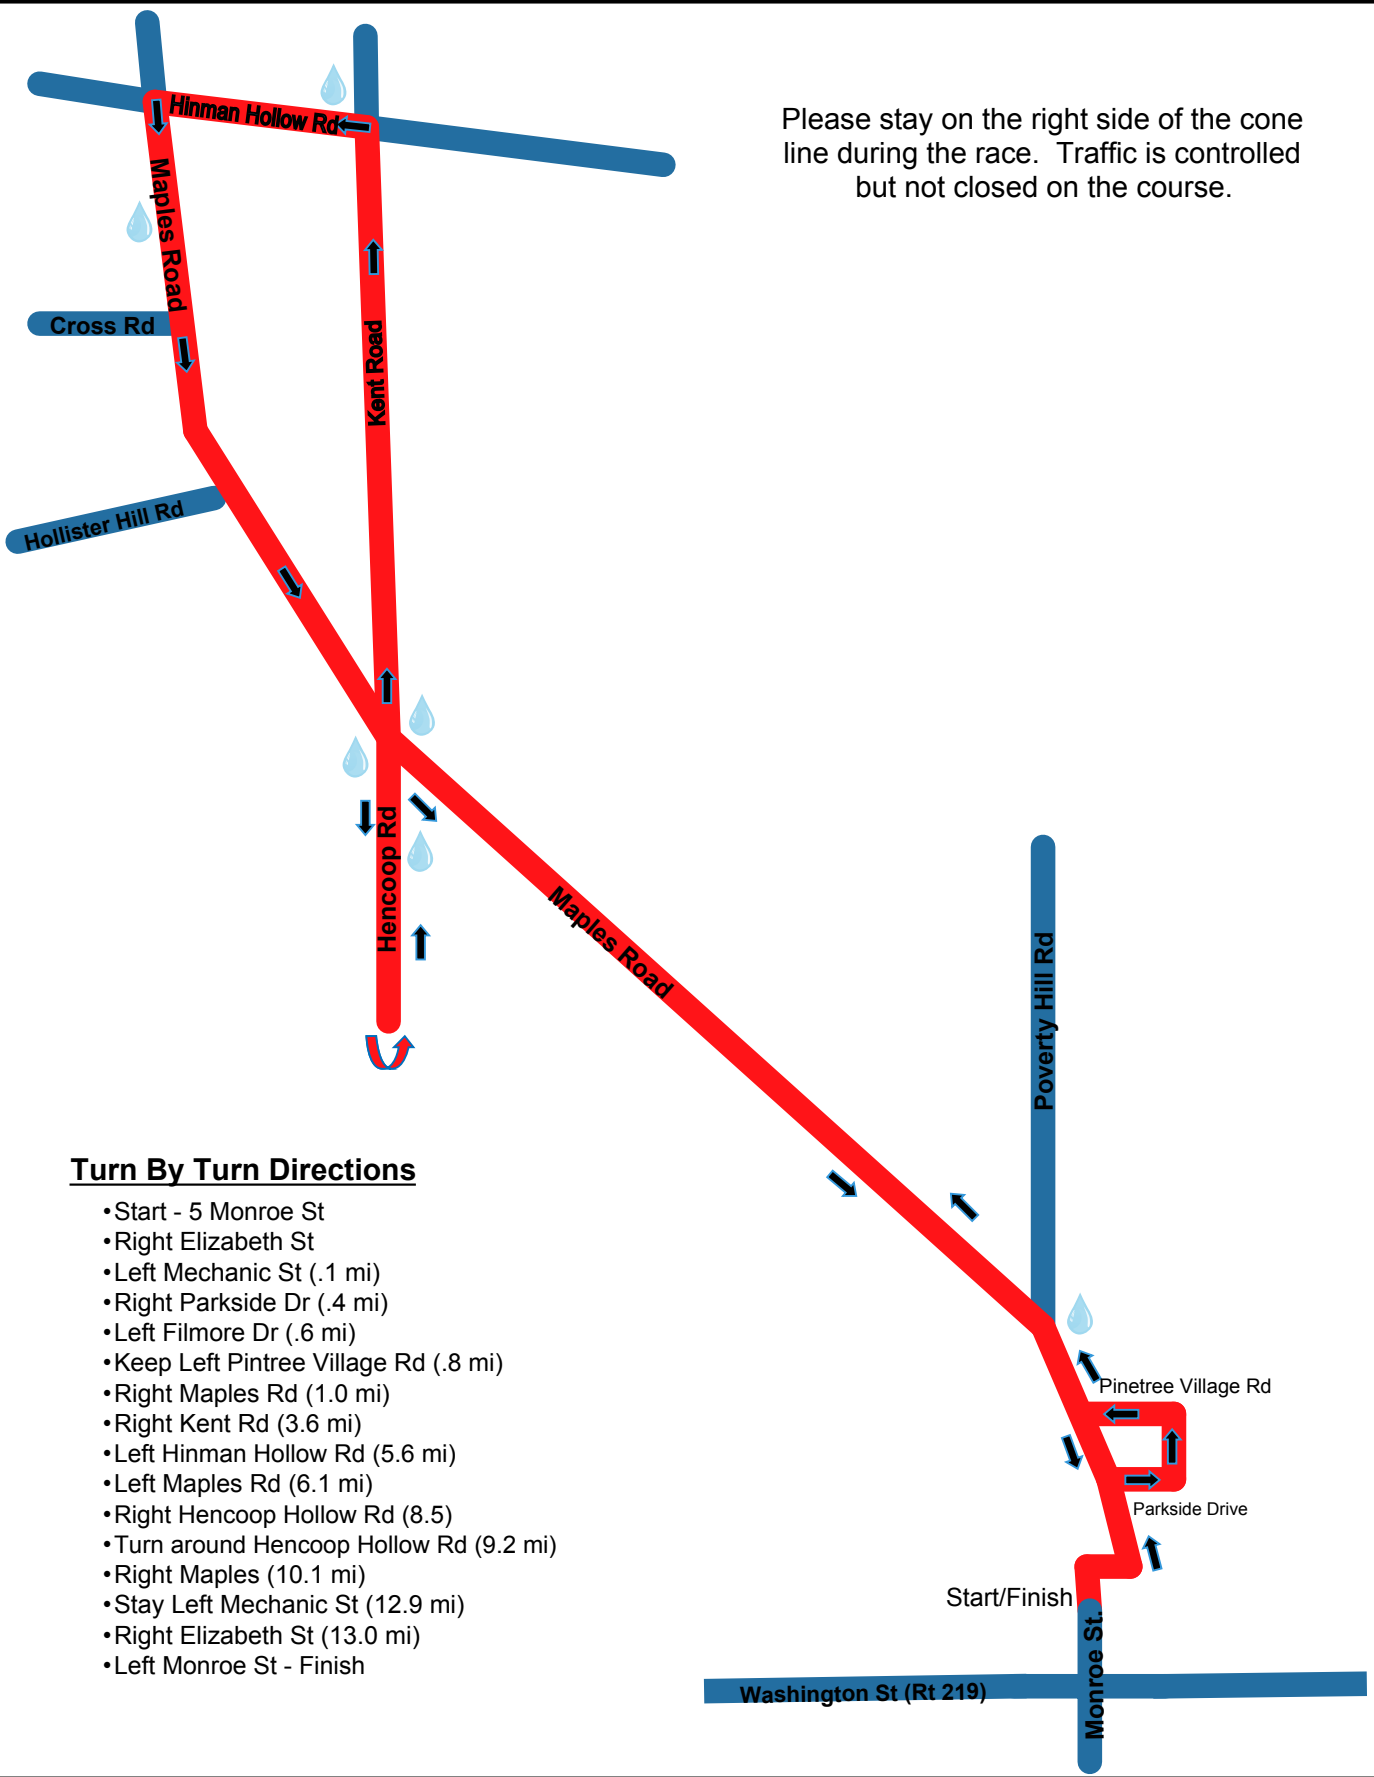 Hinman Hollow Rd
Please stay on the right side of the cone
line during the race. Traffic is controlled
but not closed on the course.
Maples Road
Cross Rd
Kent Road
Hollister Hill Rd
Hencoop Rd
Maples Road
Poverty Hill Rd
Turn By Turn Directions
•Start - 5 Monroe St
•Right Elizabeth St
•Left Mechanic St (.1 mi)
•Right Parkside Dr (.4 mi)
•Left Filmore Dr (.6 mi)
•Keep Left Pintree Village Rd (.8 mi)
•Right Maples Rd (1.0 mi)
•Right Kent Rd (3.6 mi)
•Left Hinman Hollow Rd (5.6 mi)
•Left Maples Rd (6.1 mi)
•Right Hencoop Hollow Rd (8.5)
•Turn around Hencoop Hollow Rd (9.2 mi)
•Right Maples (10.1 mi)
•Stay Left Mechanic St (12.9 mi)
•Right Elizabeth St (13.0 mi)
•Left Monroe St - Finish
Pinetree Village Rd
Parkside Drive
Start/Finish
Monroe St.
Washington St (Rt 219)